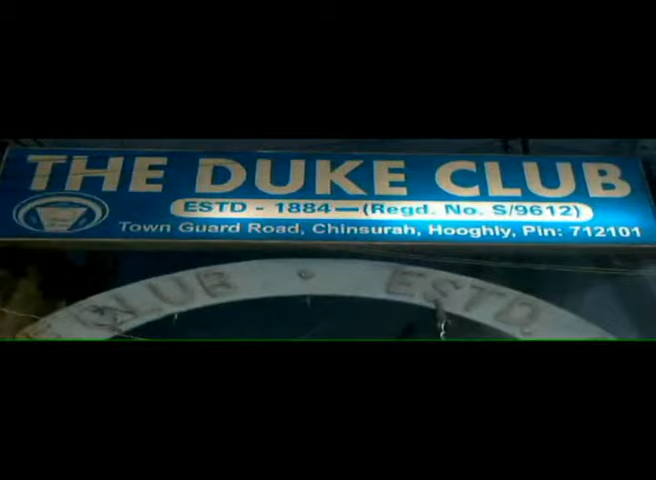 THE DUKE CLUB
ESTD - 1884—(Regd. No. S/9612)
Town Guard Road, Chinsurah, Hooghly, Pin: 712101
CLUB • ESTD.